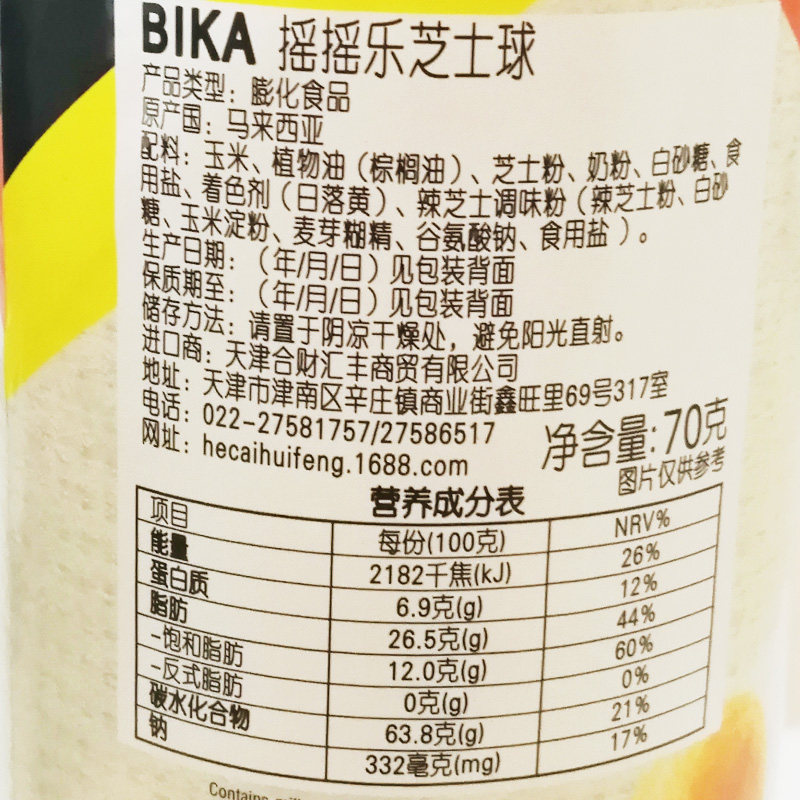 BIKA 摇摇乐芝士球
产品类型：膨化食品
原产国：马来西亚
配料：玉米、植物油（棕榈油）、芝士粉、奶粉、白砂糖、食
用盐、着色剂（日落黄）、辣芝士调味粉（辣芝士粉、白砂
糖、玉米淀粉、麦芽糊精、谷氨酸钠、食用盐 ）。
生产日期：（年/月/日）见包装背面
保质期至：（年/月/日）见包装背面
储存方法：请置于阴凉干燥处，避免阳光直射。
进口商：天津合财汇丰商贸有限公司
地址：天津市津南区辛庄镇商业街鑫旺里69号317室
电话：022-27581757/27586517
网址：hecaihuifeng.1688.com
净含量：70克
图片仅供参考
营养成分表
项目 每份(100克) NRV%
能量 2182千焦(kJ) 26%
蛋白质 6.9克(g) 12%
脂肪 26.5克(g) 44%
-饱和脂肪 12.0克(g) 60%
-反式脂肪 0克(g) 0%
碳水化合物 63.8克(g) 21%
钠 332毫克(mg) 17%
Contains